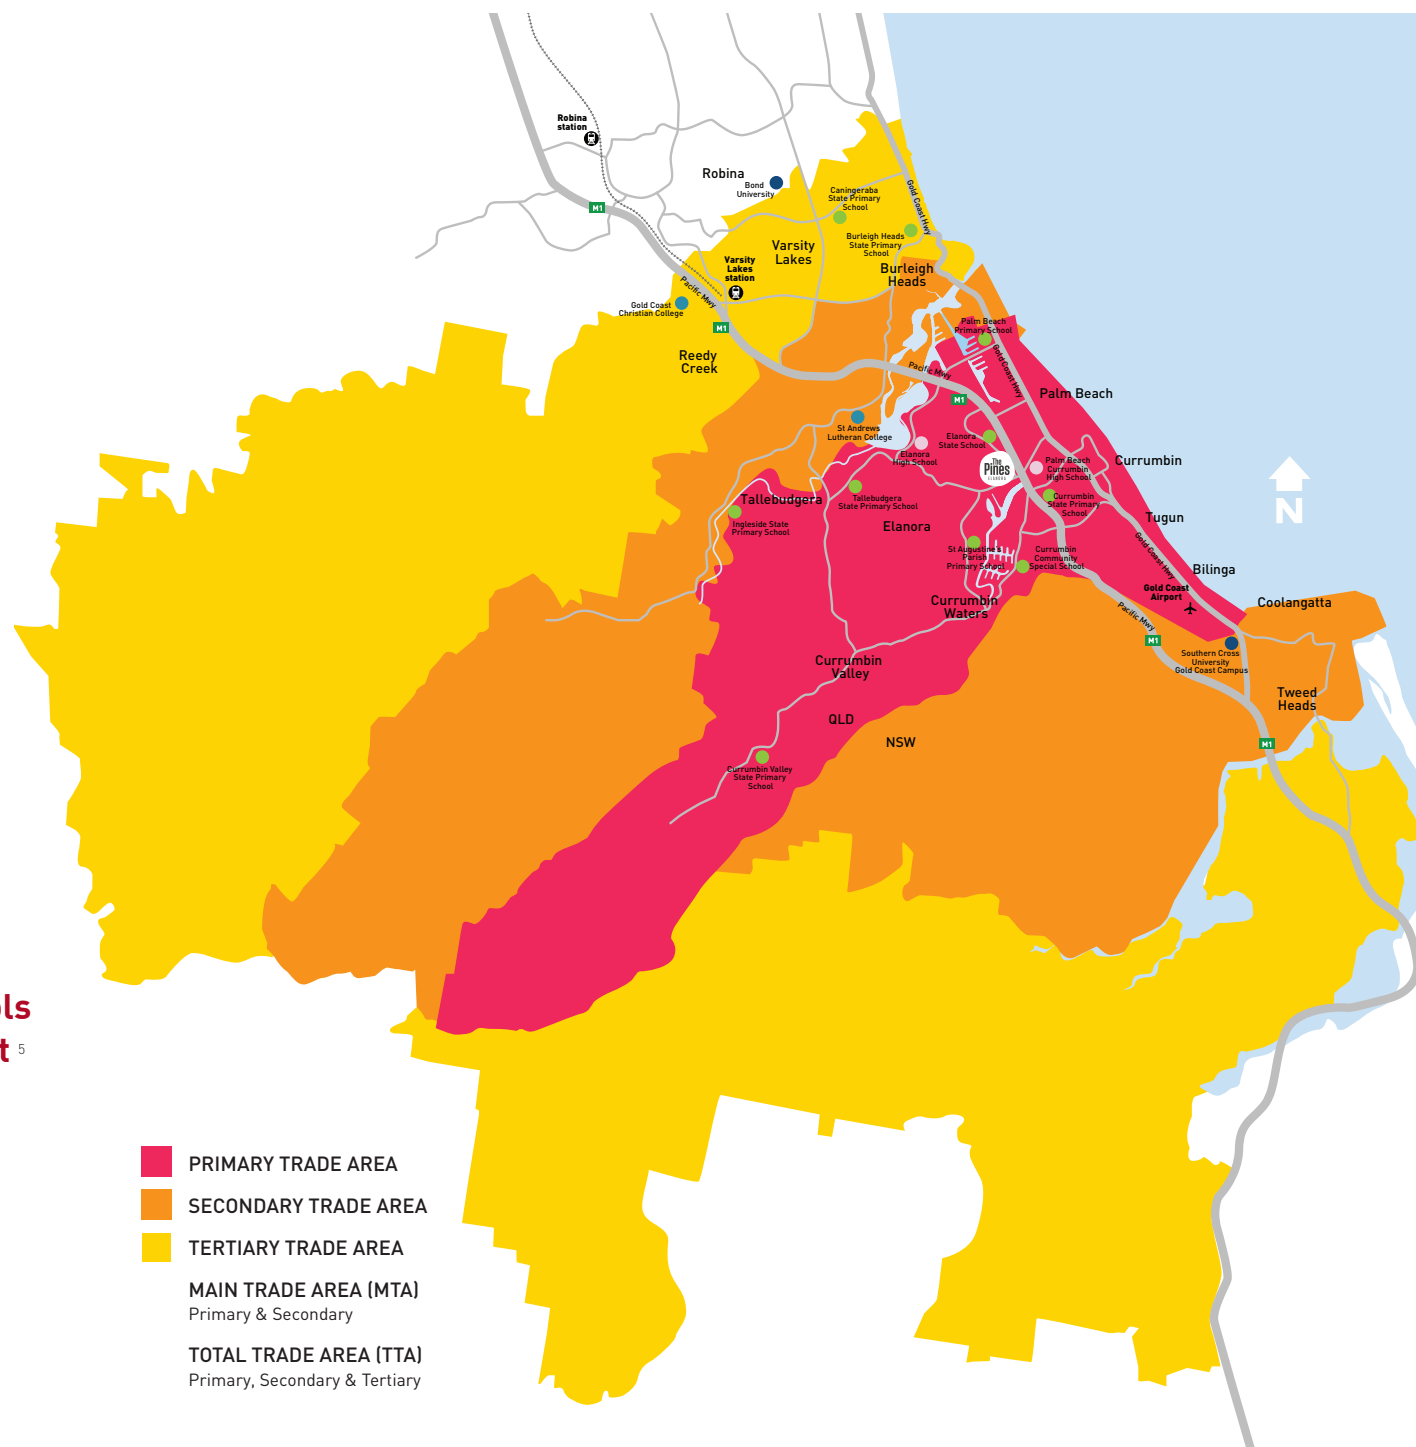 Robina
station
Robina
Bond
University
M1
Caningeraba
State Primary
School
Gold Coast Hwy
Burleigh Heads
State Primary
School
Varsity
Lakes
Varsity
Lakes
station
Burleigh
Heads
Pacific Mwy
Gold Coast
Christian College
M1
Palm Beach
Primary School
Gold Coast Hwy
Reedy
Creek
Pacific Mwy
M1
Palm Beach
St Andrews
Lutheran College
Elanora
State School
Elanora
High School
The
Pines
ELANORA
Palm Beach
Currumbin
High School
Currumbin
Tallebudgera
Tallebudgera
State Primary School
Currumbin
State Primary
School
Ingleside State
Primary School
Elanora
Tugun
N
St Augustine's
Parish
Primary School
Currumbin
Community
Special School
Gold Coast Hwy
Bilinga
Gold Coast
Airport
Currumbin
Waters
Pacific Mwy
Coolangatta
M1
Southern Cross
University
Gold Coast Campus
Currumbin
Valley
Tweed
Heads
QLD
NSW
M1
Currumbin Valley
State Primary
School
ls
t 5
PRIMARY TRADE AREA
SECONDARY TRADE AREA
TERTIARY TRADE AREA
MAIN TRADE AREA (MTA)
Primary & Secondary
TOTAL TRADE AREA (TTA)
Primary, Secondary & Tertiary